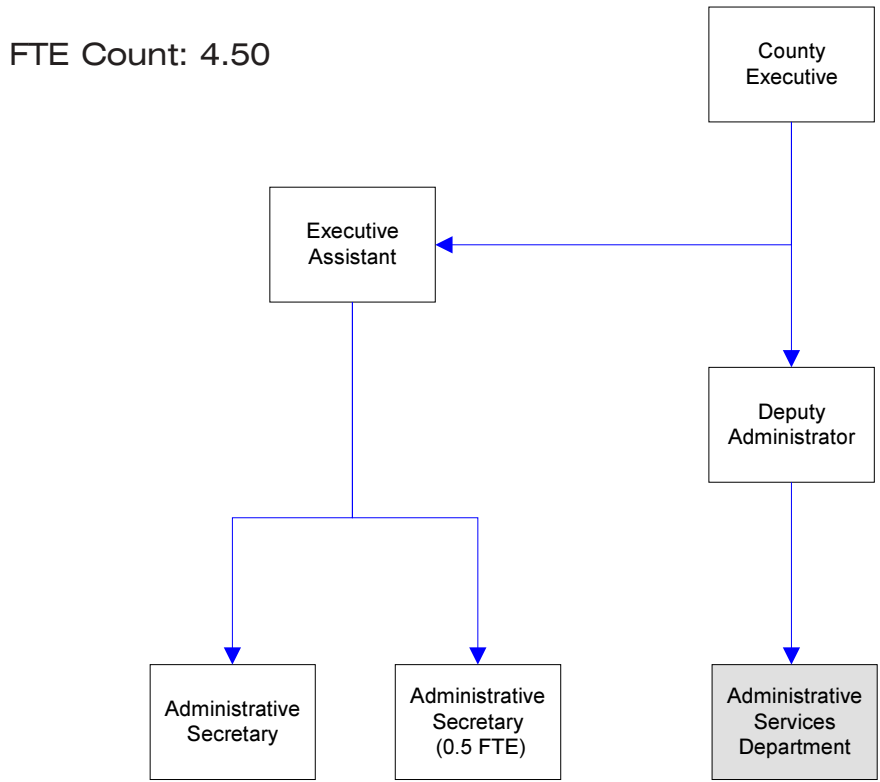 FTE Count: 4.50
County
Executive
Executive
Assistant
Deputy
Administrator
Administrative
Secretary
Administrative
Secretary
(0.5 FTE)
Administrative
Services
Department